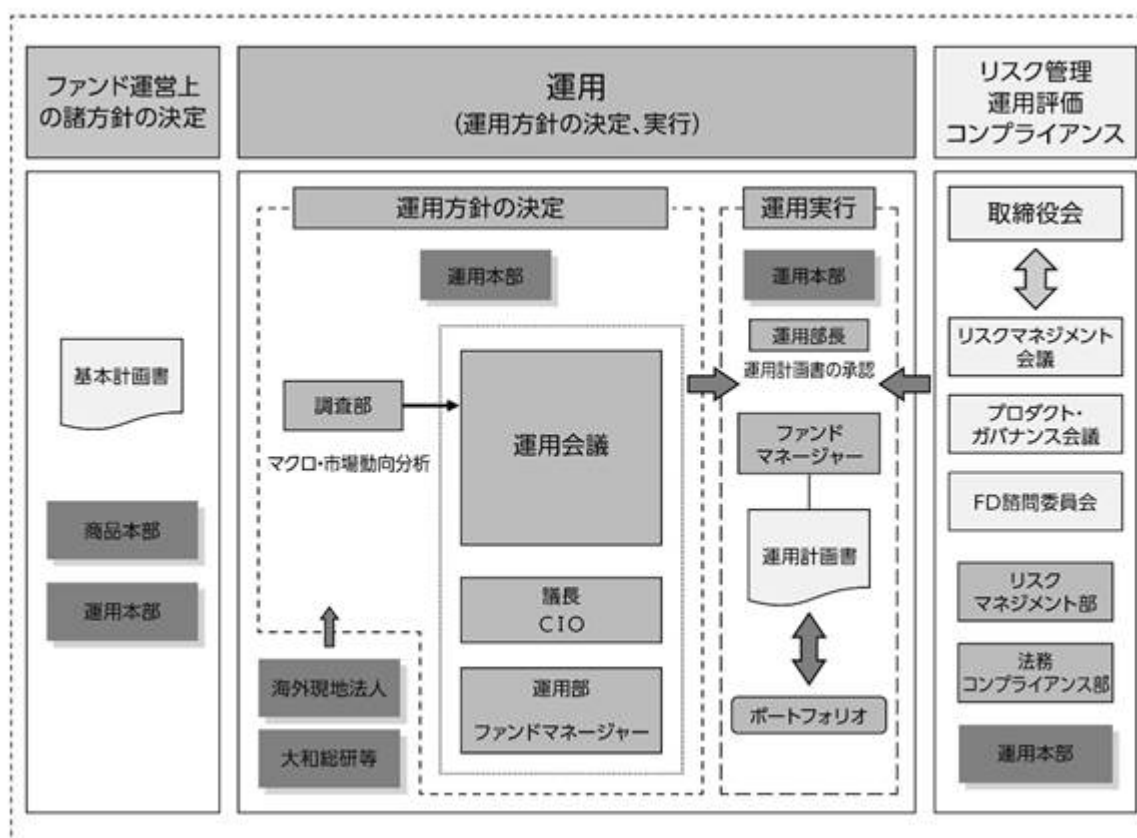 ファンド運営上
の諸方針の決定
運用
(運用方針の決定、実行)
リスク管理
運用評価
コンプライアンス
基本計画書
商品本部
運用本部
運用方針の決定
運用本部
調査部
マクロ・市場動向分析
運用会議
議長
CIO
運用部
ファンドマネージャー
海外現地法人
大和総研等
運用実行
運用本部
運用部長
運用計画書の承認
ファンド
マネージャー
運用計画書
ポートフォリオ
取締役会
リスクマネジメント
会議
プロダクト・
ガバナンス会議
FD諮問委員会
リスク
マネジメント部
法務
コンプライアンス部
運用本部